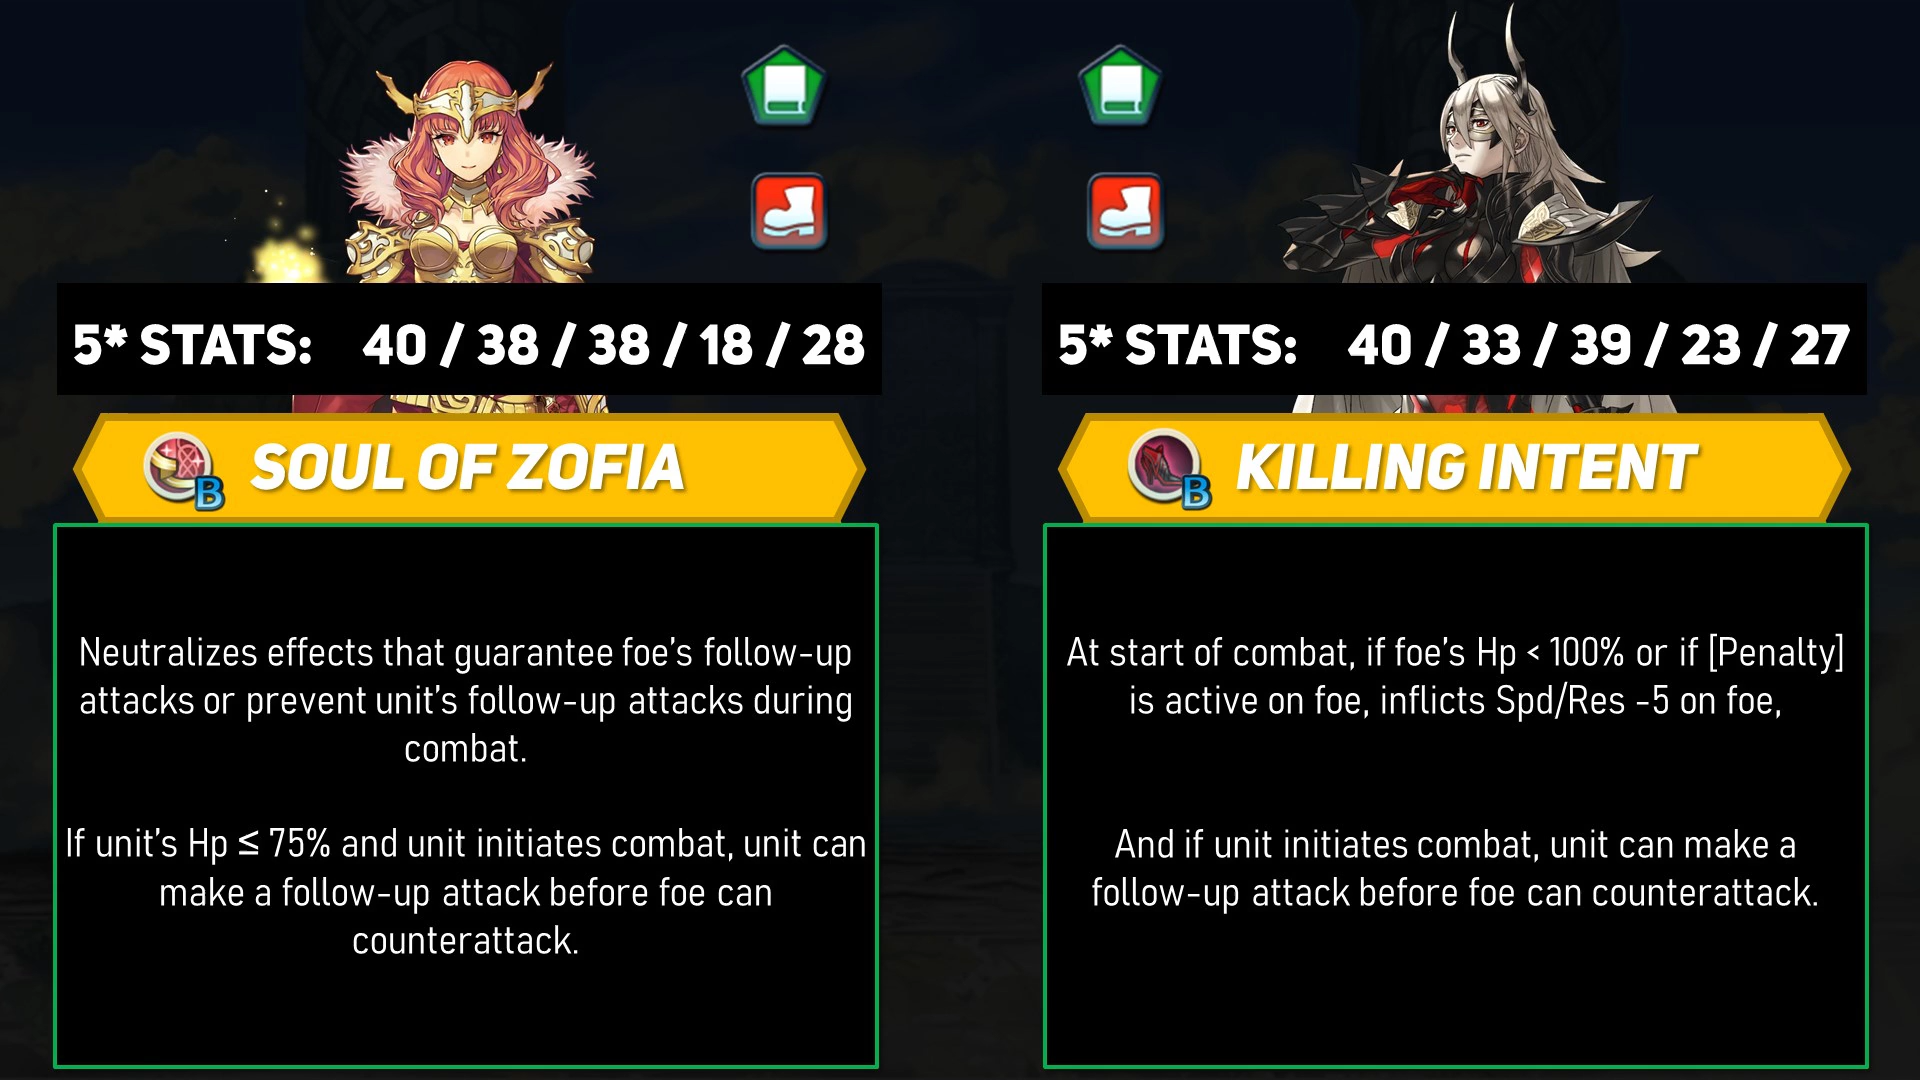 5* STATS: 40 / 38 / 38 / 18 / 28
B SOUL OF ZOFIA
Neutralizes effects that guarantee foe's follow-up
attacks or prevent unit's follow-up attacks during
combat.
If unit's Hp ≤ 75% and unit initiates combat, unit can
make a follow-up attack before foe can
counterattack.
5* STATS: 40 / 33 / 39 / 23 / 27
B KILLING INTENT
At start of combat, if foe's Hp < 100% or if [Penalty]
is active on foe, inflicts Spd/Res -5 on foe,
And if unit initiates combat, unit can make a
follow-up attack before foe can counterattack.